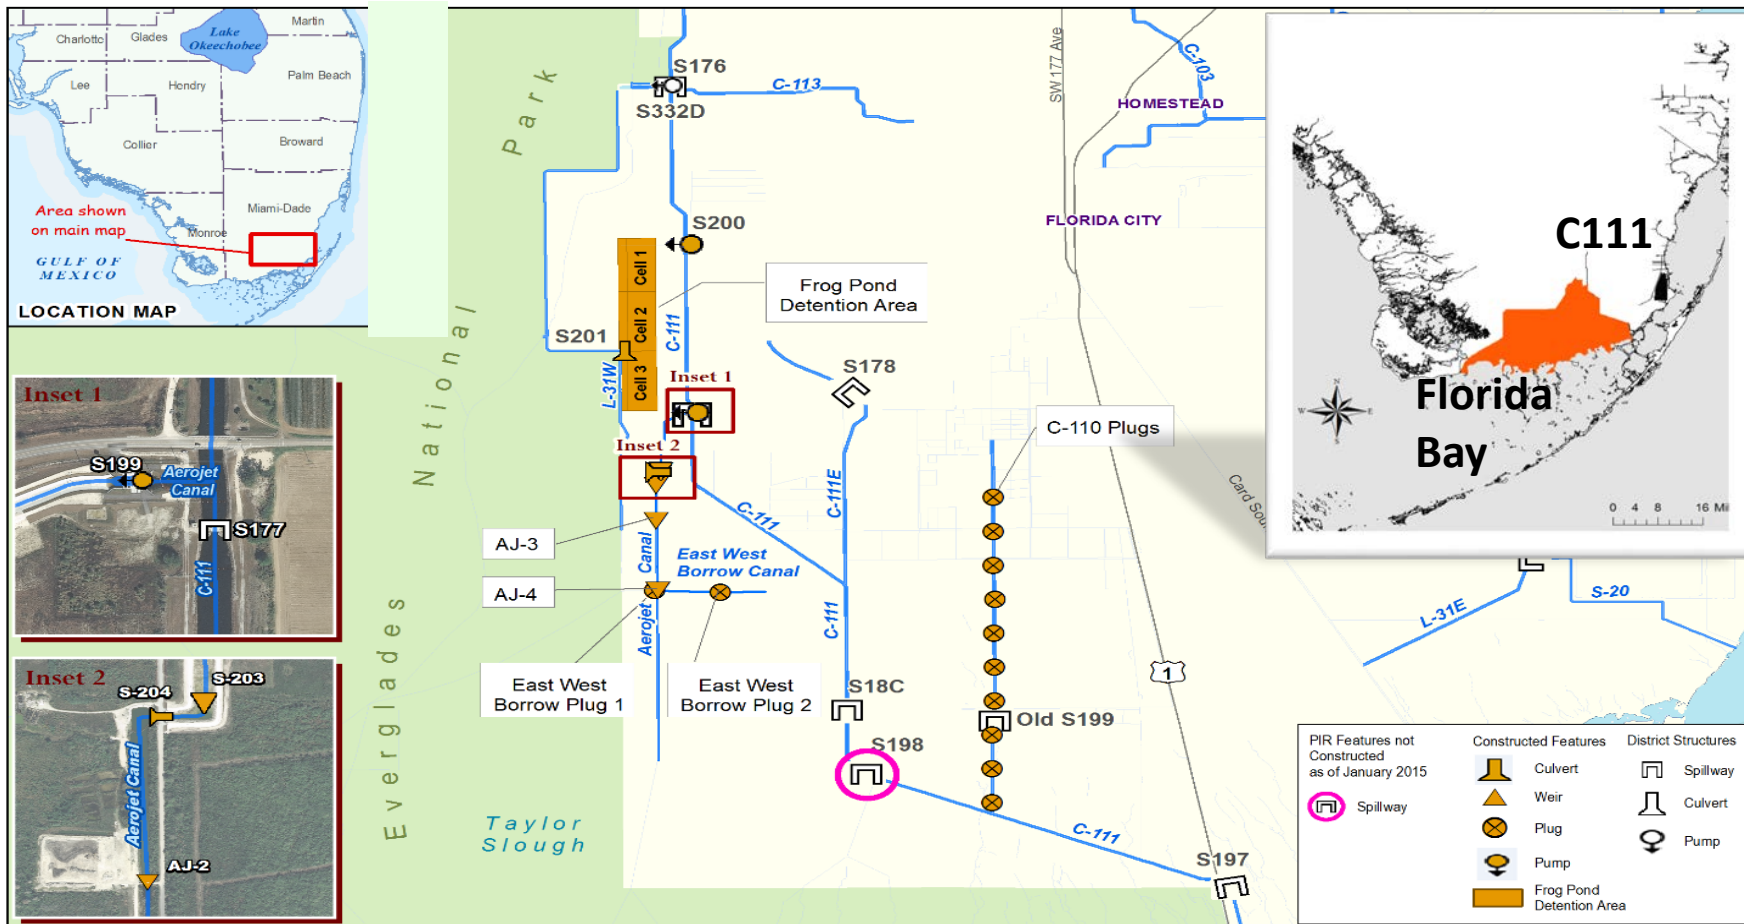 Martin
Charlotte
Glades
Lake
Okeechobee
Lee
Hendry
Palm Beach
Collier
Broward
Miami-Dade
Monroe
Area shown
on main map
GULF OF
MEXICO
LOCATION MAP
Inset 1
S199
Aerojet
Canal
S177
C-111
Inset 2
S-204
S-203
Aerojet Canal
AJ-2
Everglades National Park
Taylor
Slough
S176
S332D
C-113
S200
Cell 1
Cell 2
Cell 3
Frog Pond
Detention Area
S201
L-31W
C-111
Inset 1
Inset 2
S178
C-111E
C-110 Plugs
AJ-3
AJ-4
C-111
East West
Borrow Canal
Aerojet Canal
C-111
East West
Borrow Plug 1
East West
Borrow Plug 2
S18C
S198
Old S199
C-111
S197
1
SW 177 Ave
C-103
HOMESTEAD
FLORIDA CITY
Card Sou
L-31E
S-20
C111
Florida
Bay
N
W
E
S
0 4 8 16 Mil
PIR Features not
Constructed
as of January 2015
Spillway
Constructed Features
Culvert
Weir
Plug
Pump
Frog Pond
Detention Area
District Structures
Spillway
Culvert
Pump